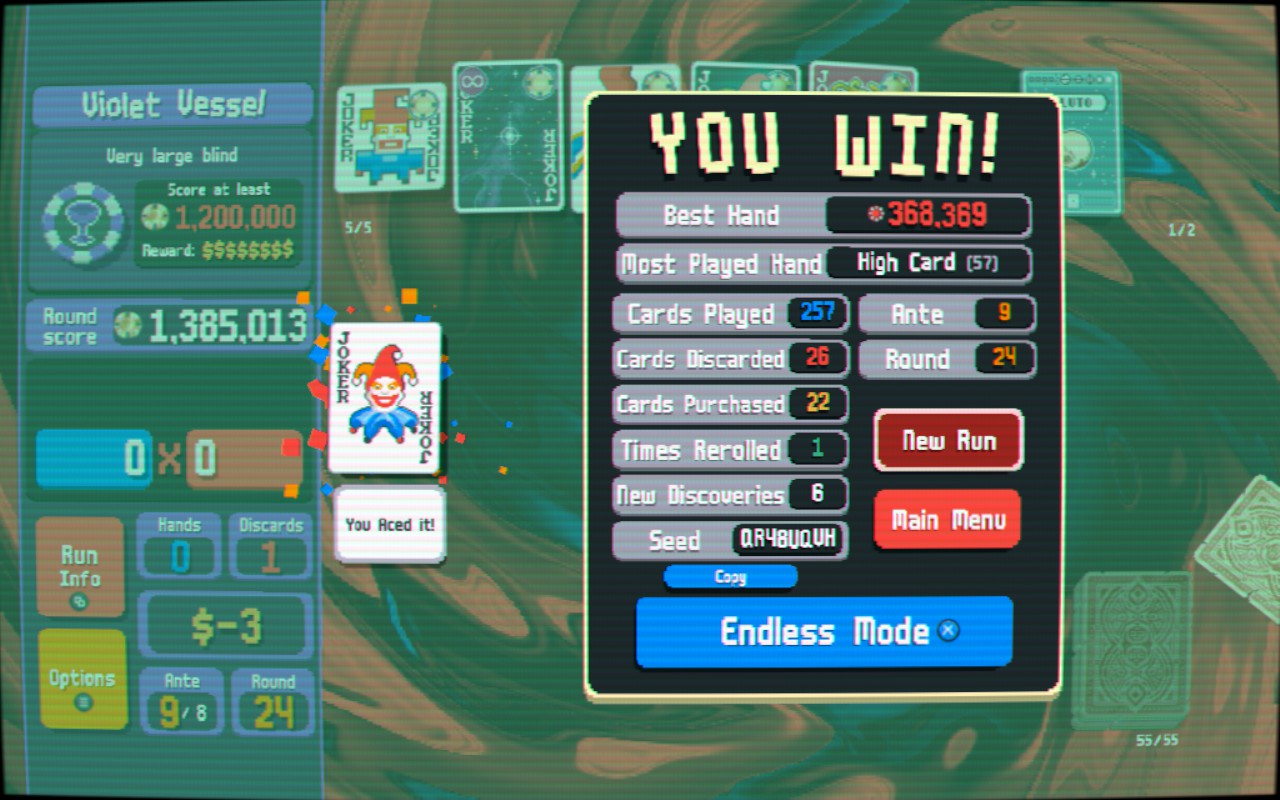 Violet Vessel
Very large blind
Score at least
1,200,000
Reward: $$$$$$$$
Round score
1,385,013
0 X 0
Run Info
Hands
0
Discards
1
$-3
Options
Ante
9/8
Round
24
JOKER
JOKER
JOKER
JOKER
5/5
1/2
JOKER
JOKER
You Aced it!
YOU WIN!
Best Hand 368,369
Most Played Hand High Card (57)
Cards Played 257
Ante 9
Cards Discarded 26
Round 24
Cards Purchased 22
Times Rerolled 1
New Discoveries 6
Seed QR48UQVH
Copy
New Run
Main Menu
Endless Mode
55/55